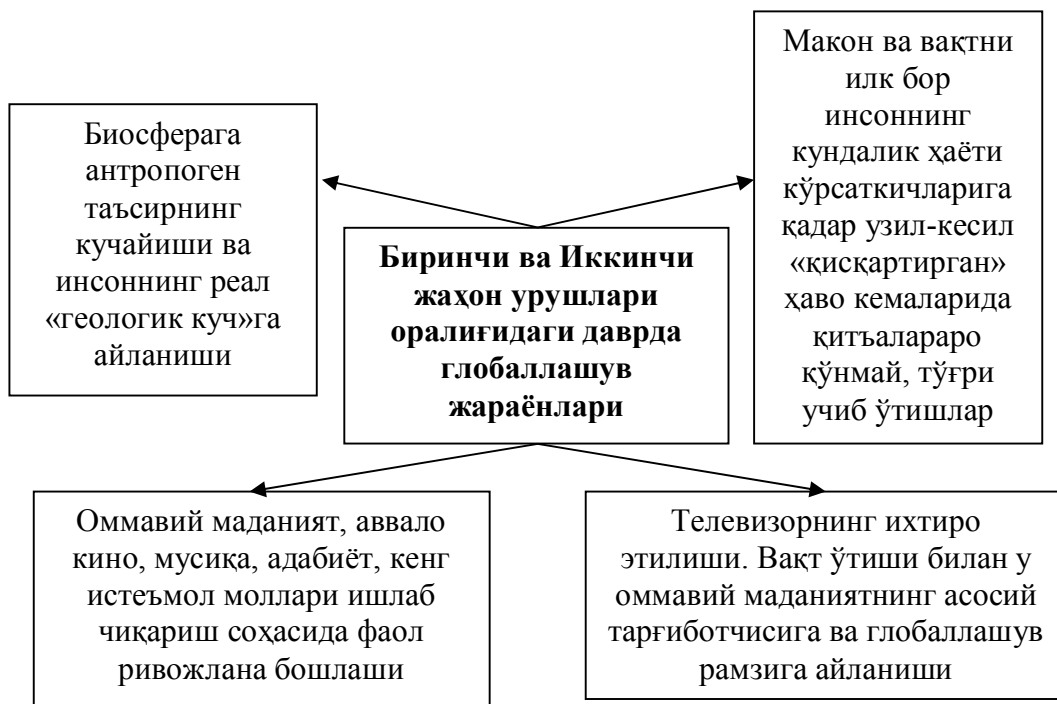 Макон ва вақтни
илк бор
инсоннинг
кундалик ҳаёти
кўрсаткичларига
қадар узил-кесил
«қисқартирган»
ҳаво кемаларида
қитъалараро
қўнмай, тўғри
учиб ўтишлар
Биосферага
антропоген
таъсирнинг
кучайиши ва
инсоннинг реал
«геологик куч»га
айланиши
Биринчи ва Иккинчи
жаҳон урушлари
оралиғидаги даврда
глобаллашув
жараёнлари
Оммавий маданият, аввало
кино, мусиқа, адабиёт, кенг
истеъмол моллари ишлаб
чиқариш соҳасида фаол
ривожлана бошлаши
Телевизорнинг ихтиро
этилиши. Вақт ўтиши билан у
оммавий маданиятнинг асосий
тарғиботчисига ва глобаллашув
рамзига айланиши